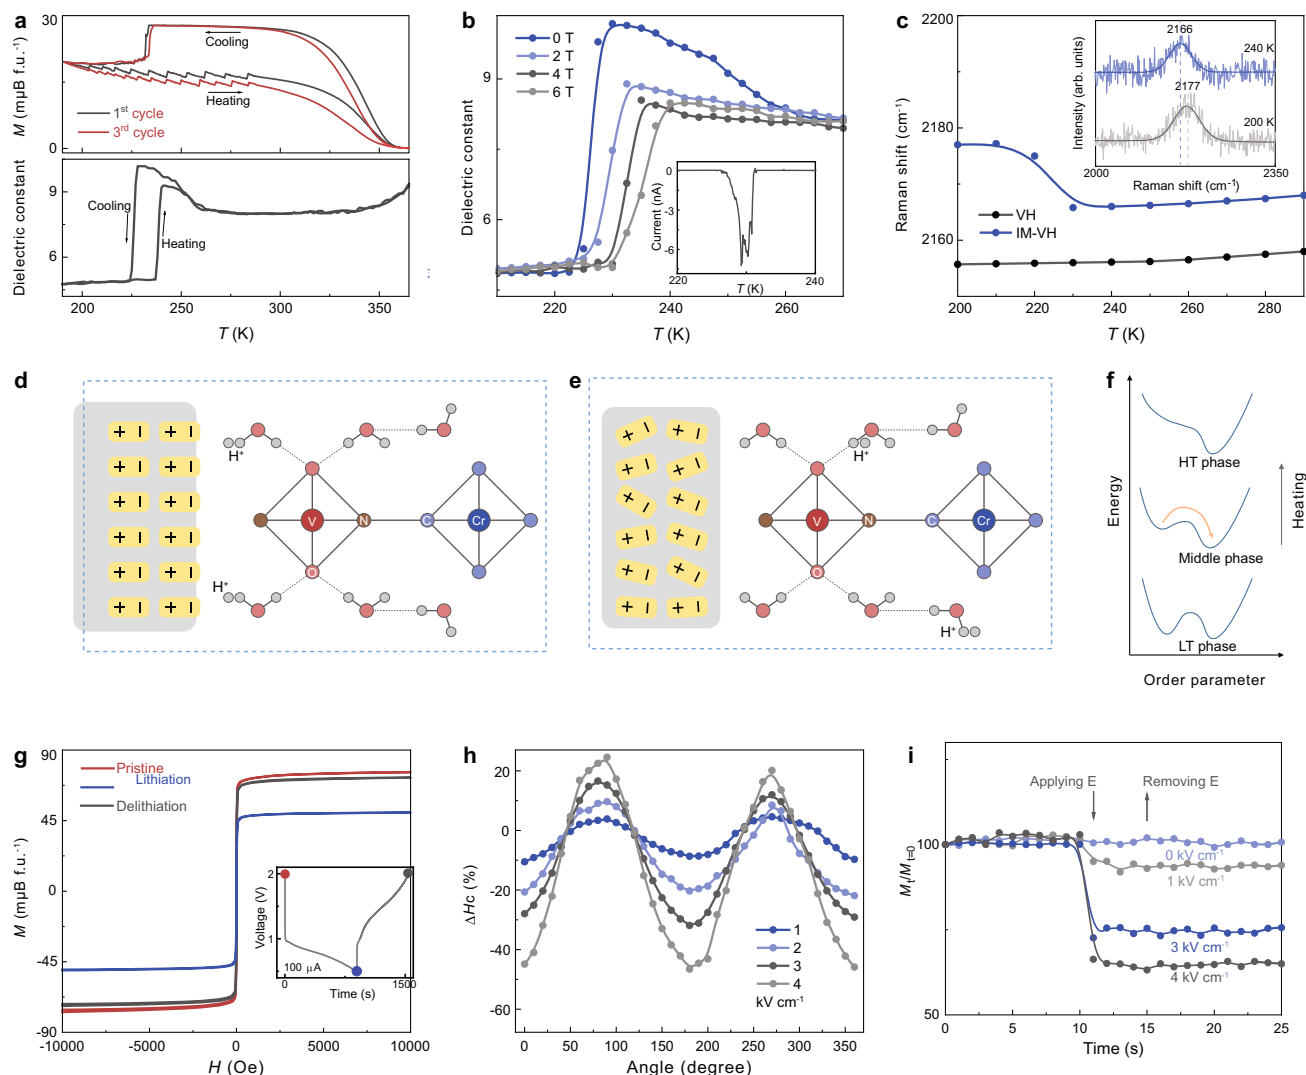 a
30
0
M (mμB f.u.⁻¹)
Cooling
Heating
1st cycle
3rd cycle
9
6
Dielectric constant
Cooling
Heating
200
250
300
350
T (K)
b
0 T
2 T
4 T
6 T
9
6
Dielectric constant
0
-3
-6
Current (nA)
220
240
T (K)
220
240
260
T (K)
c
2200
2180
2160
Raman shift (cm⁻¹)
2166
240 K
2177
200 K
Intensity (arb. units)
2000
2350
Raman shift (cm⁻¹)
VH
IM-VH
200
220
240
260
280
T (K)
d
+ −
H⁺
V
N
C
Cr
O
H⁺
e
+ −
H⁺
V
N
C
Cr
O
H⁺
f
Energy
HT phase
Middle phase
LT phase
Heating
Order parameter
g
90
45
0
-45
-90
M (mμB f.u.⁻¹)
Pristine
Lithiation
Delithiation
2
1
Voltage (V)
100 μA
0
1500
Time (s)
-10000
-5000
0
5000
10000
H (Oe)
h
20
0
-20
-40
-60
ΔHc (%)
1
2
3
4
kV cm⁻¹
0
50
100
150
200
250
300
350
Angle (degree)
i
Applying E
Removing E
100
50
Mt/Mt=0
0 kV cm⁻¹
1 kV cm⁻¹
3 kV cm⁻¹
4 kV cm⁻¹
0
5
10
15
20
25
Time (s)